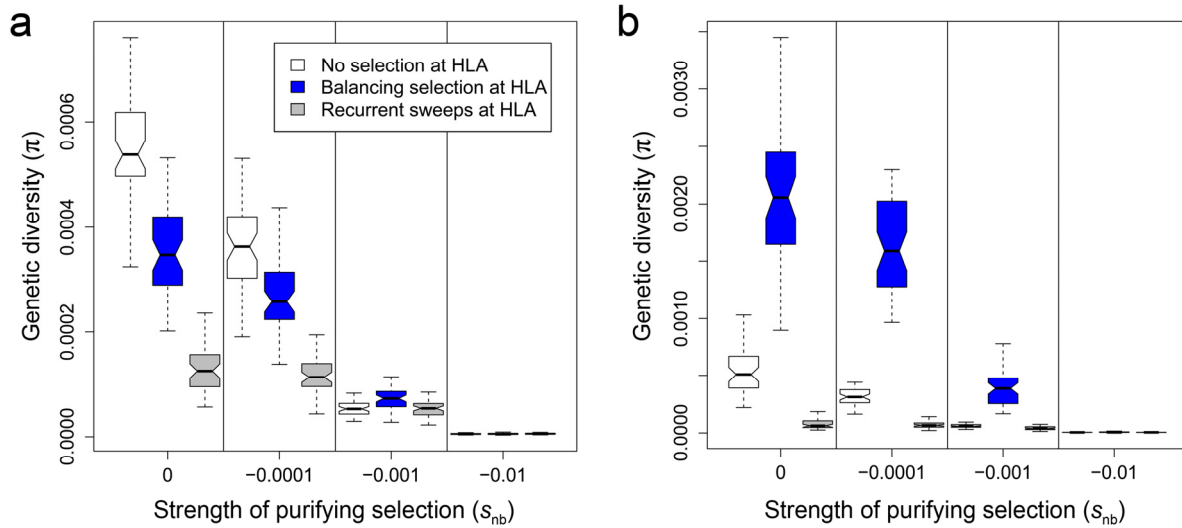 a
No selection at HLA
Balancing selection at HLA
Recurrent sweeps at HLA
Genetic diversity (π)
0.0006
0.0004
0.0002
0.0000
0 −0.0001 −0.001 −0.01
Strength of purifying selection (snb)
b
Genetic diversity (π)
0.0030
0.0020
0.0010
0.0000
0 −0.0001 −0.001 −0.01
Strength of purifying selection (snb)